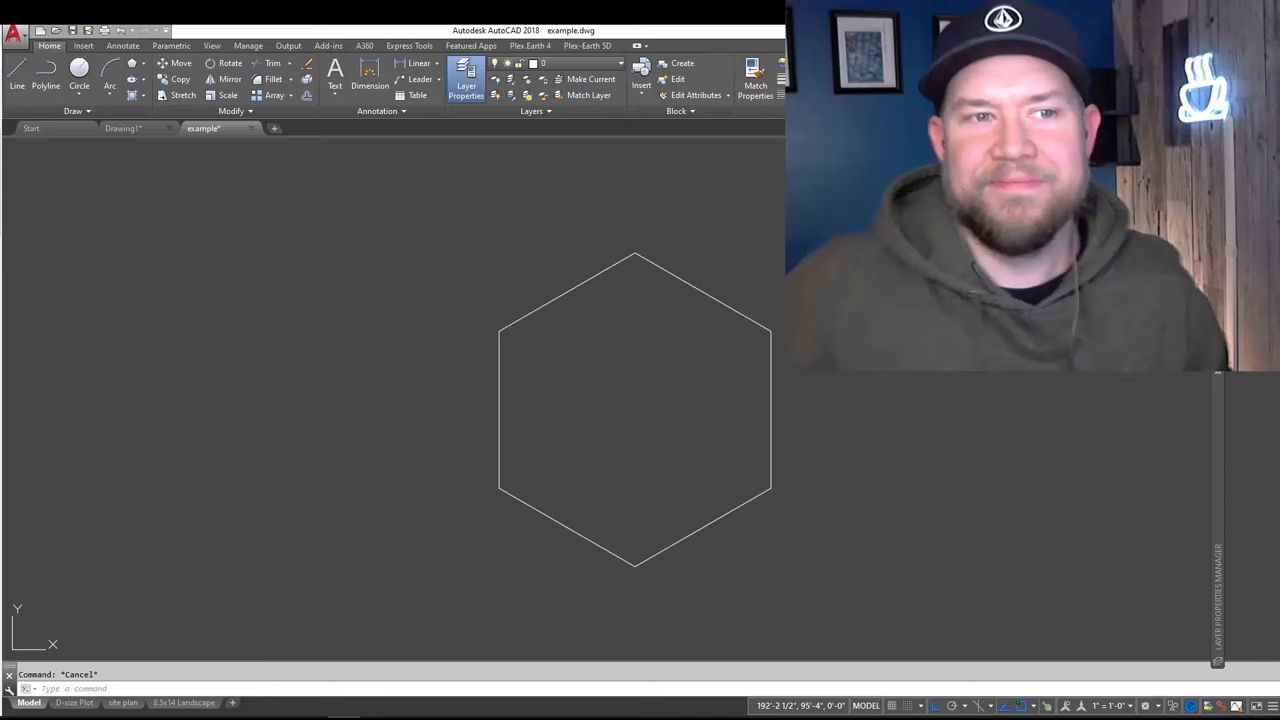 Autodesk AutoCAD 2018 example.dwg
Home Insert Annotate Parametric View Manage Output Add-ins A360 Express Tools Featured Apps Plex.Earth 4 Plex-Earth 5D
Line Polyline Circle Arc
Move Rotate Trim
Copy Mirror Fillet
Stretch Scale Array
Text Dimension
Linear
Leader
Table
Layer Properties
0
Make Current
Match Layer
Insert
Create
Edit
Edit Attributes
Match Properties
Draw Modify Annotation Layers Block
Start Drawing1* example*
LAYER PROPERTIES MANAGER
Y
X
Command: *Cancel*
Type a command
Model D-size Plot site plan 8.5x14 Landscape
192'-2 1/2", 95'-4", 0'-0" MODEL 1" = 1'-0"